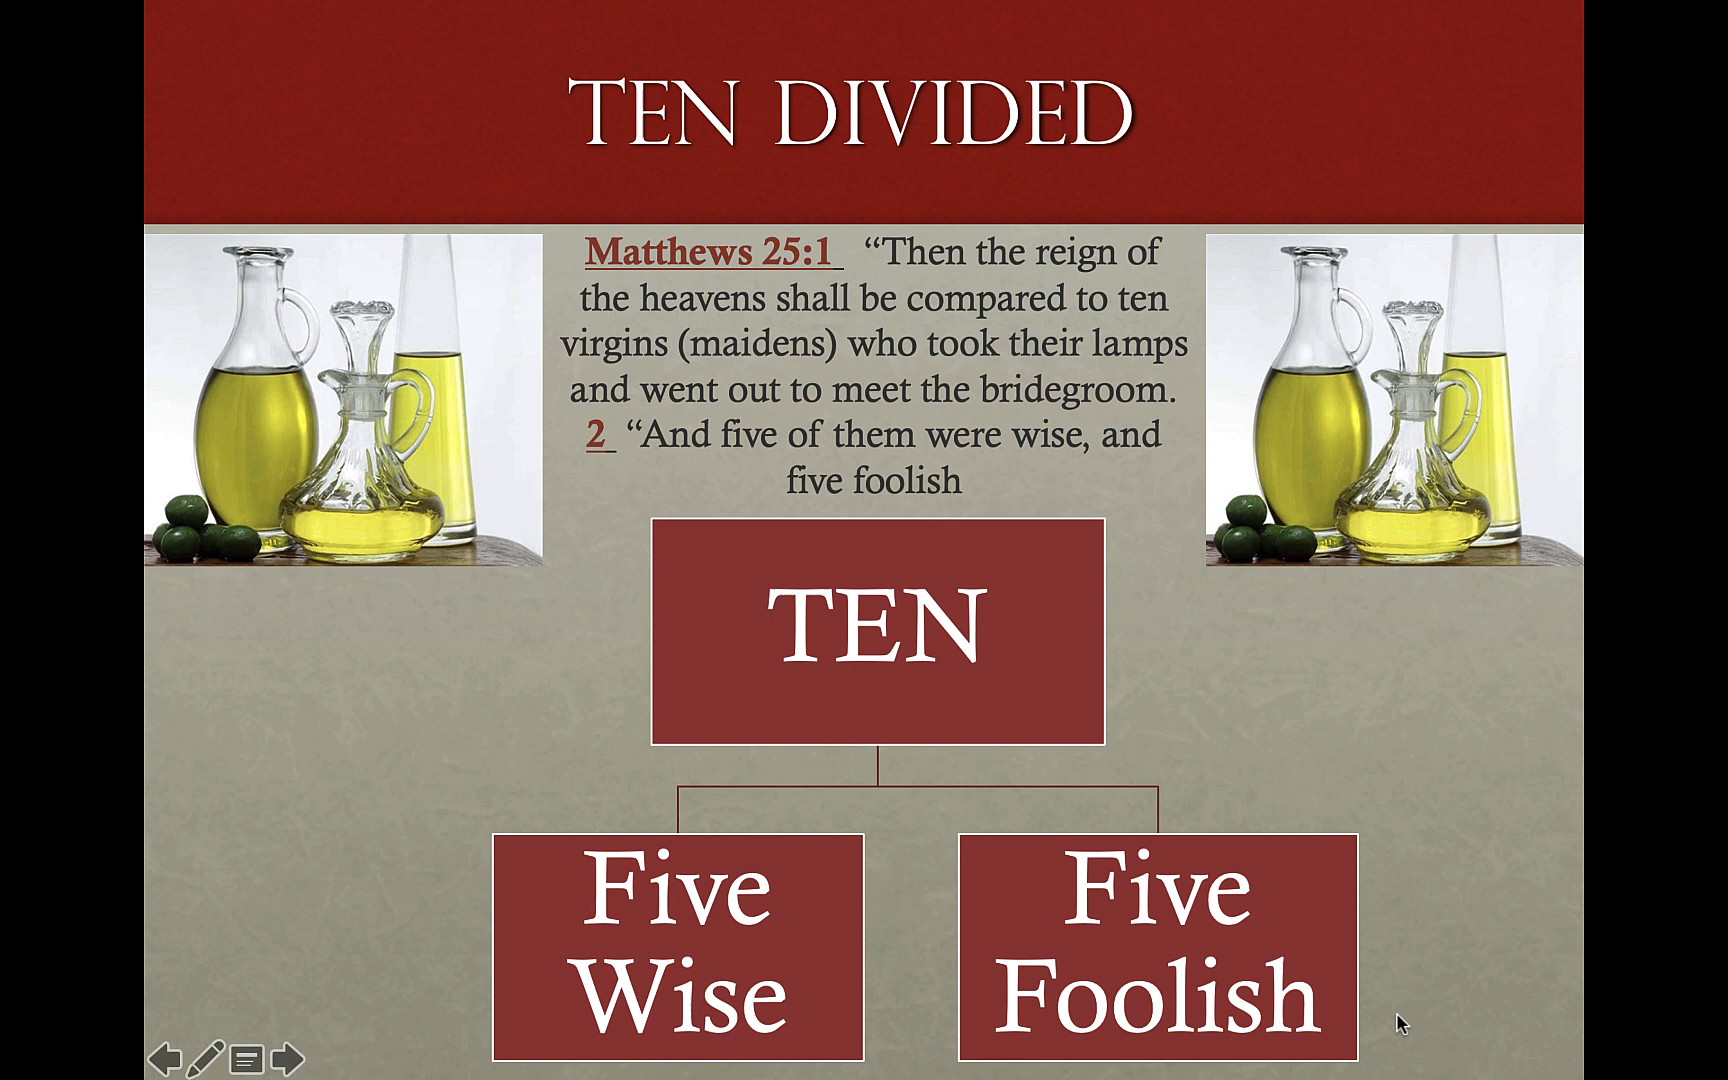 TEN DIVIDED
Matthews 25:1 “Then the reign of
the heavens shall be compared to ten
virgins (maidens) who took their lamps
and went out to meet the bridegroom.
2 “And five of them were wise, and
five foolish
TEN
Five
Wise
Five
Foolish